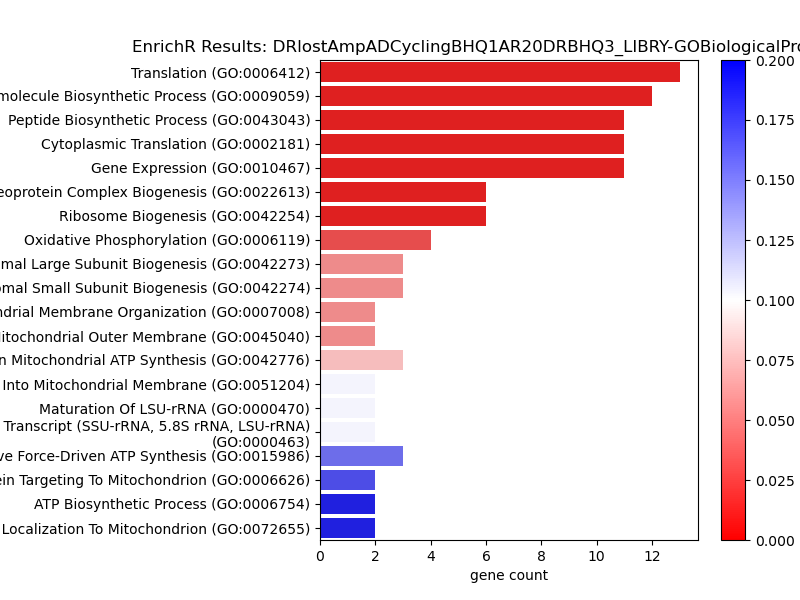 EnrichR Results: DRlostAmpADCyclingBHQ1AR20DRBHQ3_LIBRY-GOBiologicalPro
Translation (GO:0006412)
molecule Biosynthetic Process (GO:0009059)
Peptide Biosynthetic Process (GO:0043043)
Cytoplasmic Translation (GO:0002181)
Gene Expression (GO:0010467)
eoprotein Complex Biogenesis (GO:0022613)
Ribosome Biogenesis (GO:0042254)
Oxidative Phosphorylation (GO:0006119)
mal Large Subunit Biogenesis (GO:0042273)
omal Small Subunit Biogenesis (GO:0042274)
ndrial Membrane Organization (GO:0007008)
Mitochondrial Outer Membrane (GO:0045040)
n Mitochondrial ATP Synthesis (GO:0042776)
Into Mitochondrial Membrane (GO:0051204)
Maturation Of LSU-rRNA (GO:0000470)
Transcript (SSU-rRNA, 5.8S rRNA, LSU-rRNA)
(GO:0000463)
ve Force-Driven ATP Synthesis (GO:0015986)
ein Targeting To Mitochondrion (GO:0006626)
ATP Biosynthetic Process (GO:0006754)
Localization To Mitochondrion (GO:0072655)
0 2 4 6 8 10 12
gene count
0.200
0.175
0.150
0.125
0.100
0.075
0.050
0.025
0.000